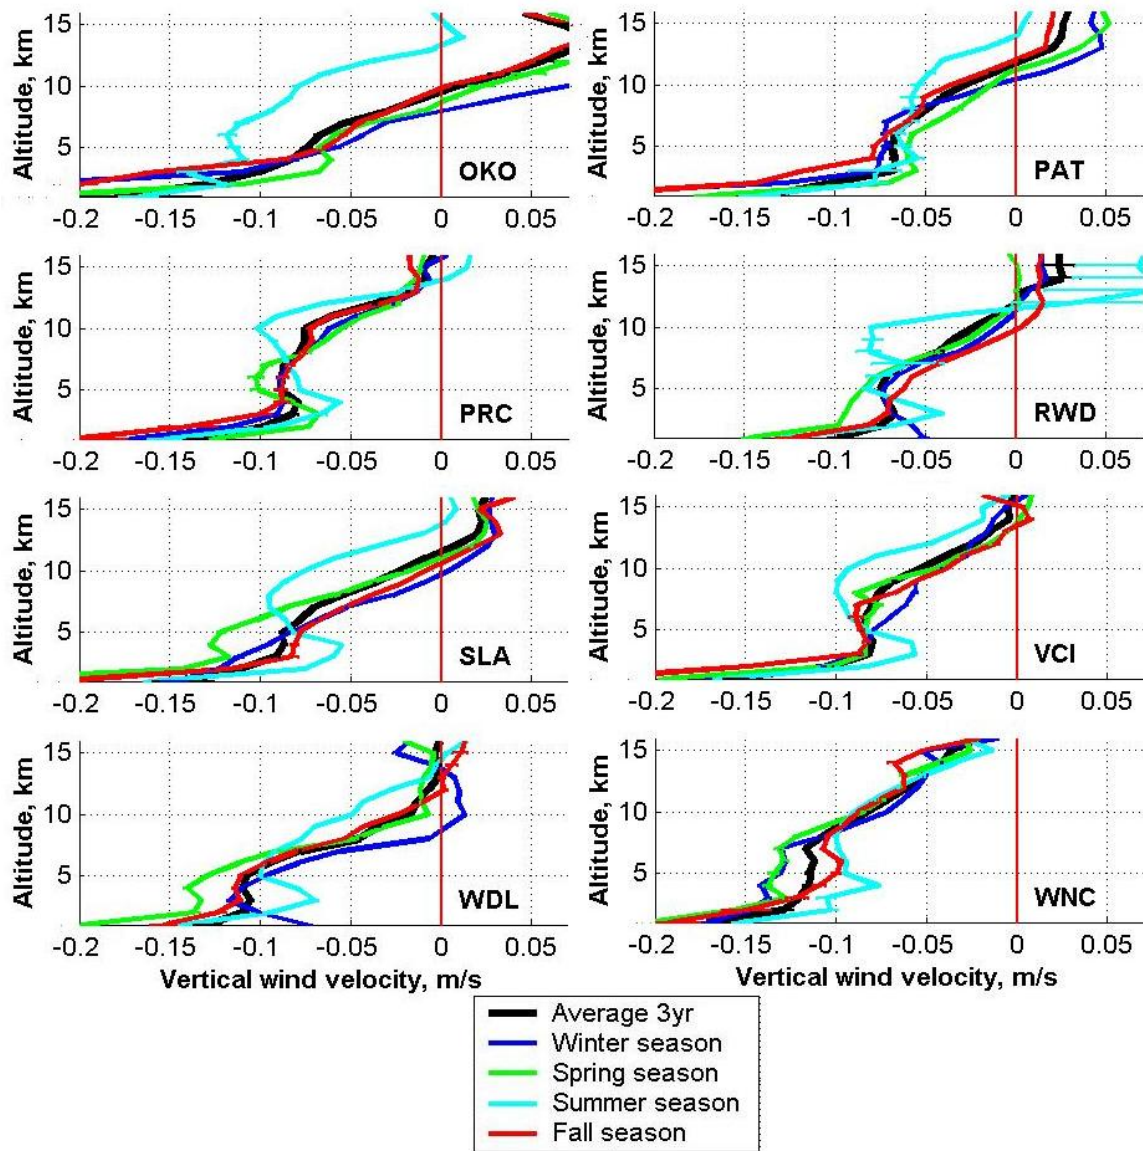 15
10
5
Altitude, km
OKO
-0.2 -0.15 -0.1 -0.05 0 0.05
15
10
5
Altitude, km
PAT
-0.2 -0.15 -0.1 -0.05 0 0.05
15
10
5
Altitude, km
PRC
-0.2 -0.15 -0.1 -0.05 0 0.05
15
10
5
Altitude, km
RWD
-0.2 -0.15 -0.1 -0.05 0 0.05
15
10
5
Altitude, km
SLA
-0.2 -0.15 -0.1 -0.05 0 0.05
15
10
5
Altitude, km
VCI
-0.2 -0.15 -0.1 -0.05 0 0.05
15
10
5
Altitude, km
WDL
-0.2 -0.15 -0.1 -0.05 0 0.05
Vertical wind velocity, m/s
15
10
5
Altitude, km
WNC
-0.2 -0.15 -0.1 -0.05 0 0.05
Vertical wind velocity, m/s
Average 3yr
Winter season
Spring season
Summer season
Fall season